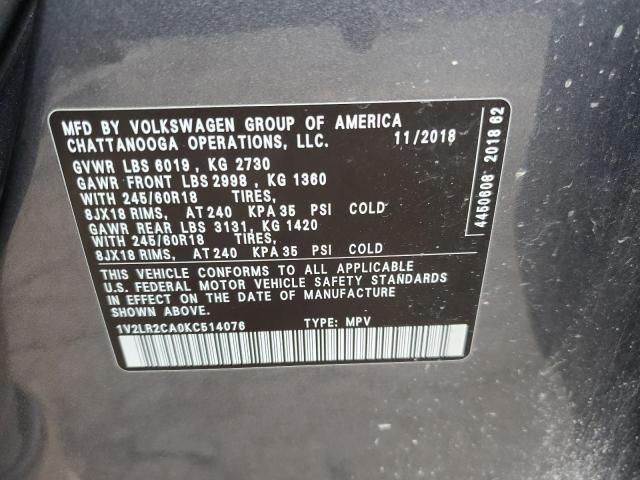 MFD BY VOLKSWAGEN GROUP OF AMERICA
CHATTANOOGA OPERATIONS, LLC. 11/2018
GVWR LBS 6019 , KG 2730
GAWR FRONT LBS 2998 , KG 1360
WITH 245/60R18 TIRES,
8JX18 RIMS, AT 240 KPA 35 PSI COLD
GAWR REAR LBS 3131, KG 1420
WITH 245/60R18 TIRES,
8JX18 RIMS, AT 240 KPA 35 PSI COLD
THIS VEHICLE CONFORMS TO ALL APPLICABLE
U.S. FEDERAL MOTOR VEHICLE SAFETY STANDARDS
IN EFFECT ON THE DATE OF MANUFACTURE
SHOWN ABOVE.
1V2LR2CA0KC514076 TYPE: MPV
4450608 2018 62